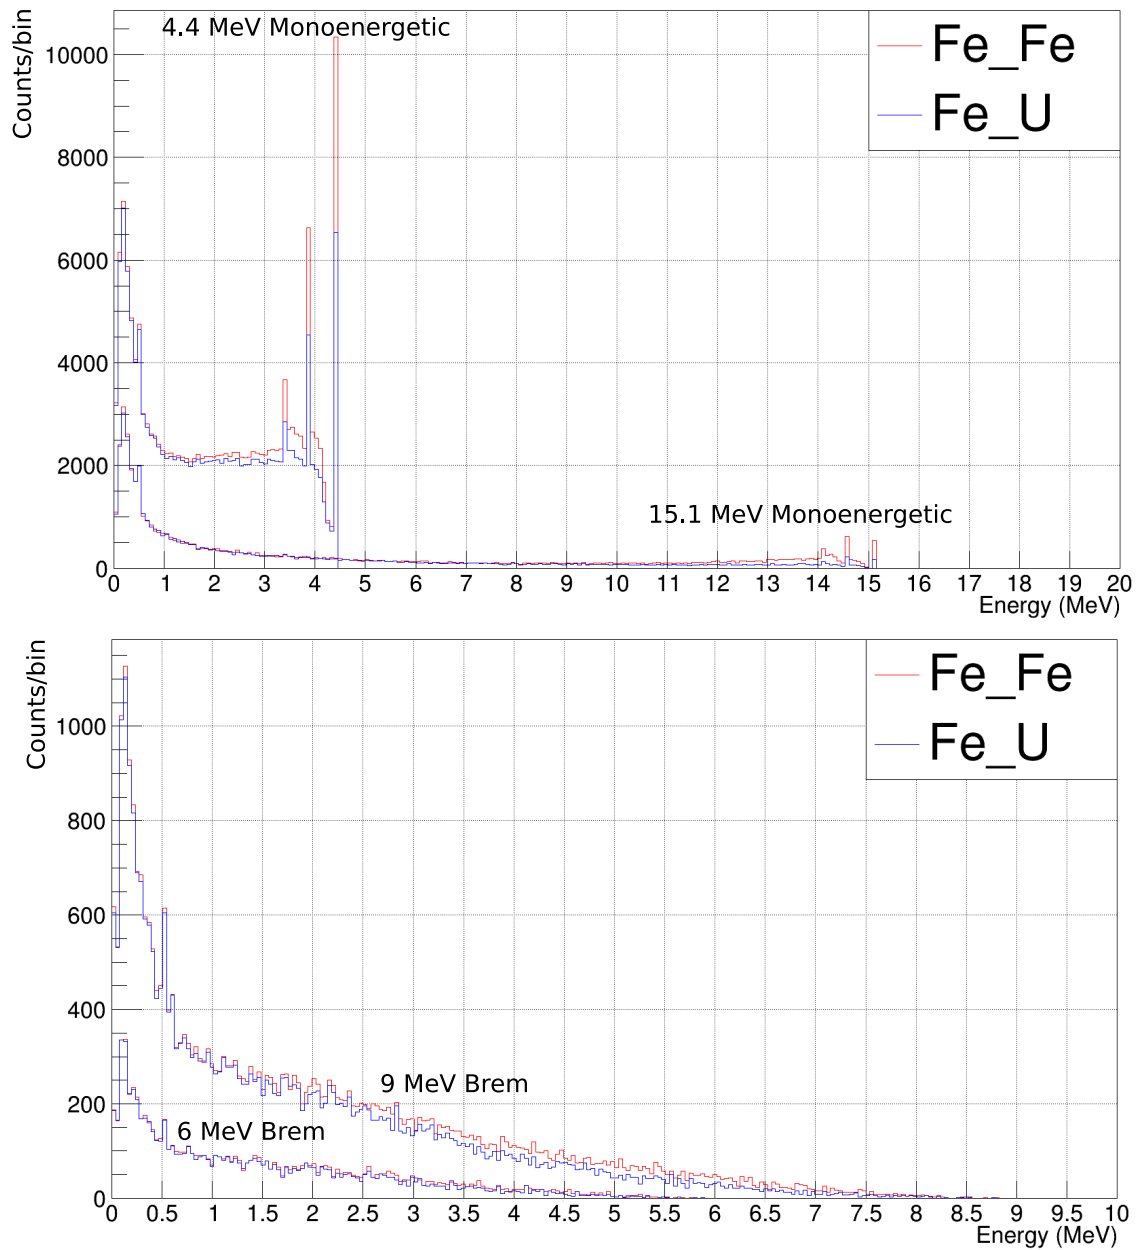 4.4 MeV Monoenergetic
Counts/bin
Fe_Fe
Fe_U
10000
8000
6000
4000
2000
0
15.1 MeV Monoenergetic
0 1 2 3 4 5 6 7 8 9 10 11 12 13 14 15 16 17 18 19 20
Energy (MeV)
Counts/bin
Fe_Fe
Fe_U
1000
800
600
400
200
0
9 MeV Brem
6 MeV Brem
0 0.5 1 1.5 2 2.5 3 3.5 4 4.5 5 5.5 6 6.5 7 7.5 8 8.5 9 9.5 10
Energy (MeV)